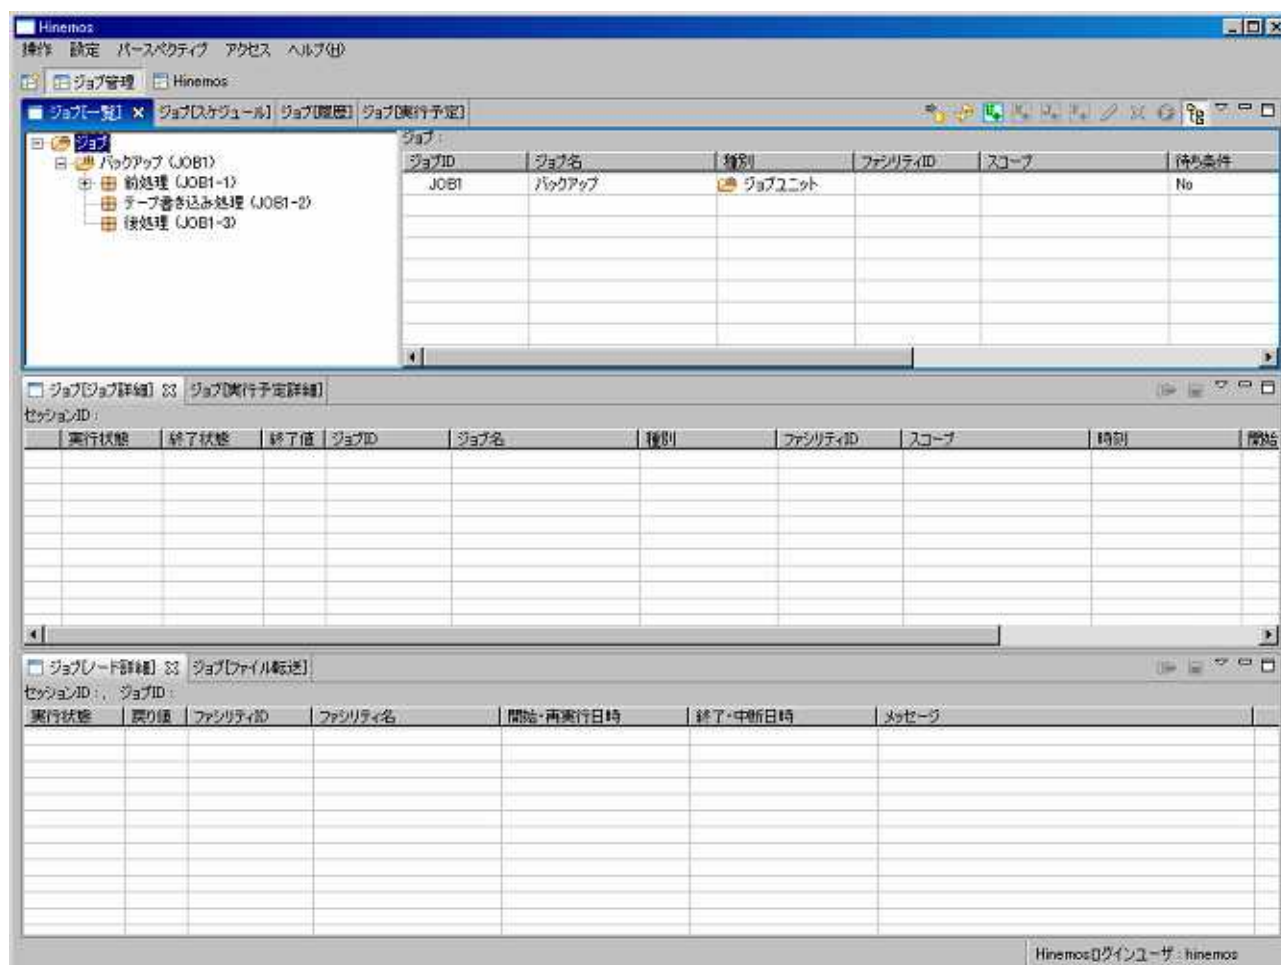 Hinemos
操作 設定 パースペクティブ アクセス ヘルプ(H)
ジョブ管理 Hinemos
ジョブ[一覧] ジョブ[スケジュール] ジョブ[履歴] ジョブ[実行予定]
ジョブ
バックアップ (JOB1)
前処理 (JOB1-1)
テープ書き込み処理 (JOB1-2)
後処理 (JOB1-3)
ジョブ :
ジョブID ジョブ名 種別 ファシリティID スコープ 待ち条件
JOB1 バックアップ ジョブユニット No
ジョブ[ジョブ詳細] ジョブ[実行予定詳細]
セッションID :
実行状態 終了状態 終了値 ジョブID ジョブ名 種別 ファシリティID スコープ 時刻 開始
ジョブ[ノード詳細] ジョブ[ファイル転送]
セッションID : , ジョブID :
実行状態 戻り値 ファシリティID ファシリティ名 開始・再実行日時 終了・中断日時 メッセージ
Hinemosログインユーザ : hinemos